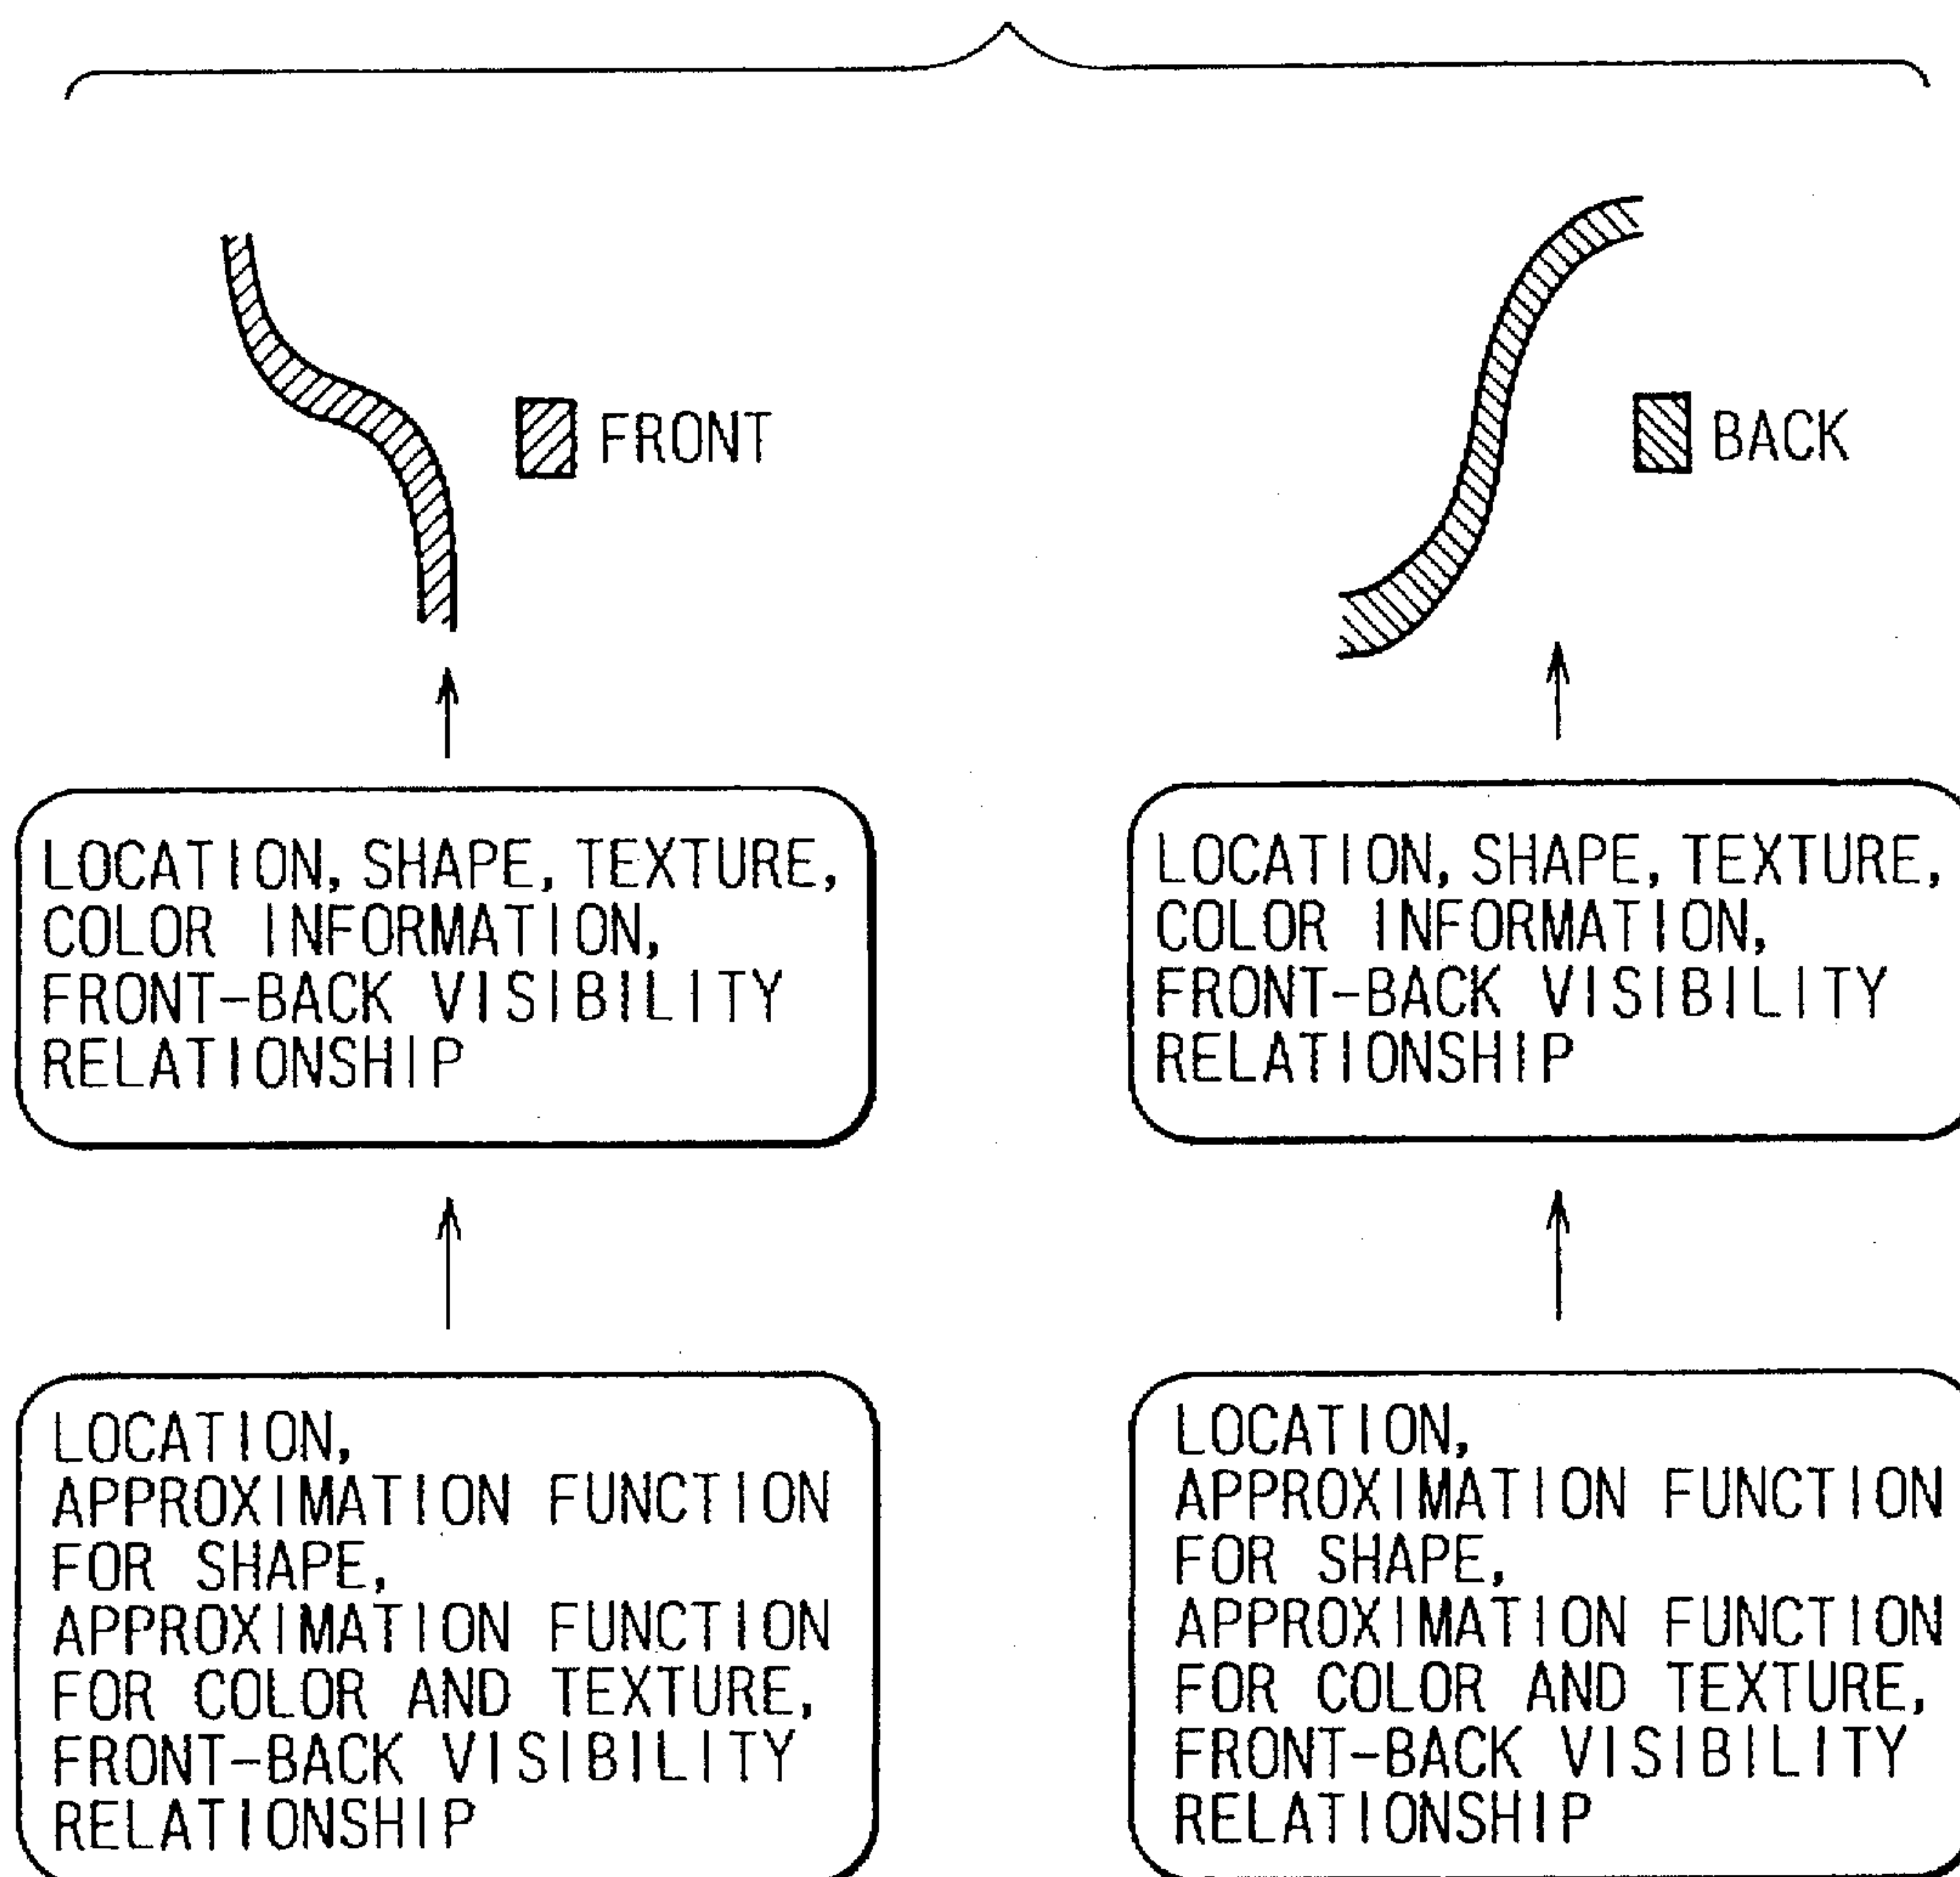 FRONT
BACK
LOCATION, SHAPE, TEXTURE,
COLOR INFORMATION,
FRONT-BACK VISIBILITY
RELATIONSHIP
LOCATION, SHAPE, TEXTURE,
COLOR INFORMATION,
FRONT-BACK VISIBILITY
RELATIONSHIP
LOCATION,
APPROXIMATION FUNCTION
FOR SHAPE,
APPROXIMATION FUNCTION
FOR COLOR AND TEXTURE,
FRONT-BACK VISIBILITY
RELATIONSHIP
LOCATION,
APPROXIMATION FUNCTION
FOR SHAPE,
APPROXIMATION FUNCTION
FOR COLOR AND TEXTURE,
FRONT-BACK VISIBILITY
RELATIONSHIP